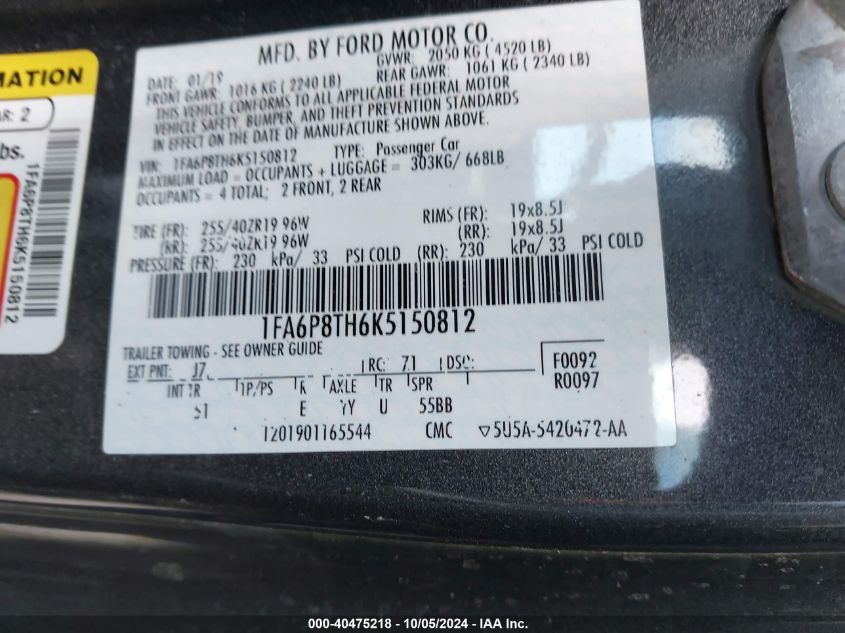 MFD. BY FORD MOTOR CO.
DATE: 01/19
GVWR: 2050 KG ( 4520 LB)
FRONT GAWR: 1016 KG ( 2240 LB)
REAR GAWR: 1061 KG ( 2340 LB)
THIS VEHICLE CONFORMS TO ALL APPLICABLE FEDERAL MOTOR
VEHICLE SAFETY, BUMPER, AND THEFT PREVENTION STANDARDS
IN EFFECT ON THE DATE OF MANUFACTURE SHOWN ABOVE.
VIN: 1FA6P8TH6K5150812 TYPE: Passenger Car
MAXIMUM LOAD = OCCUPANTS + LUGGAGE = 303KG/ 668LB
OCCUPANTS = 4 TOTAL; 2 FRONT, 2 REAR
TIRE (FR): 255/40ZR19 96W RIMS (FR): 19x8.5J
(RR): 255/40ZR19 96W (RR): 19x8.5J
PRESSURE (FR): 230 kPa/ 33 PSI COLD (RR): 230 kPa/ 33 PSI COLD
1FA6P8TH6K5150812
TRAILER TOWING - SEE OWNER GUIDE
EXT PNT: J7 RC: 71 DSO: F0092
INT TR TP/PS R AXLE TR SPR R0097
E YY U 55BB
1201901165544 CMC ▽5U5A-5420472-AA
MATION
AR: 2
bs.
1FA6P8TH6K5150812
000-40475218 - 10/05/2024 - IAA Inc.